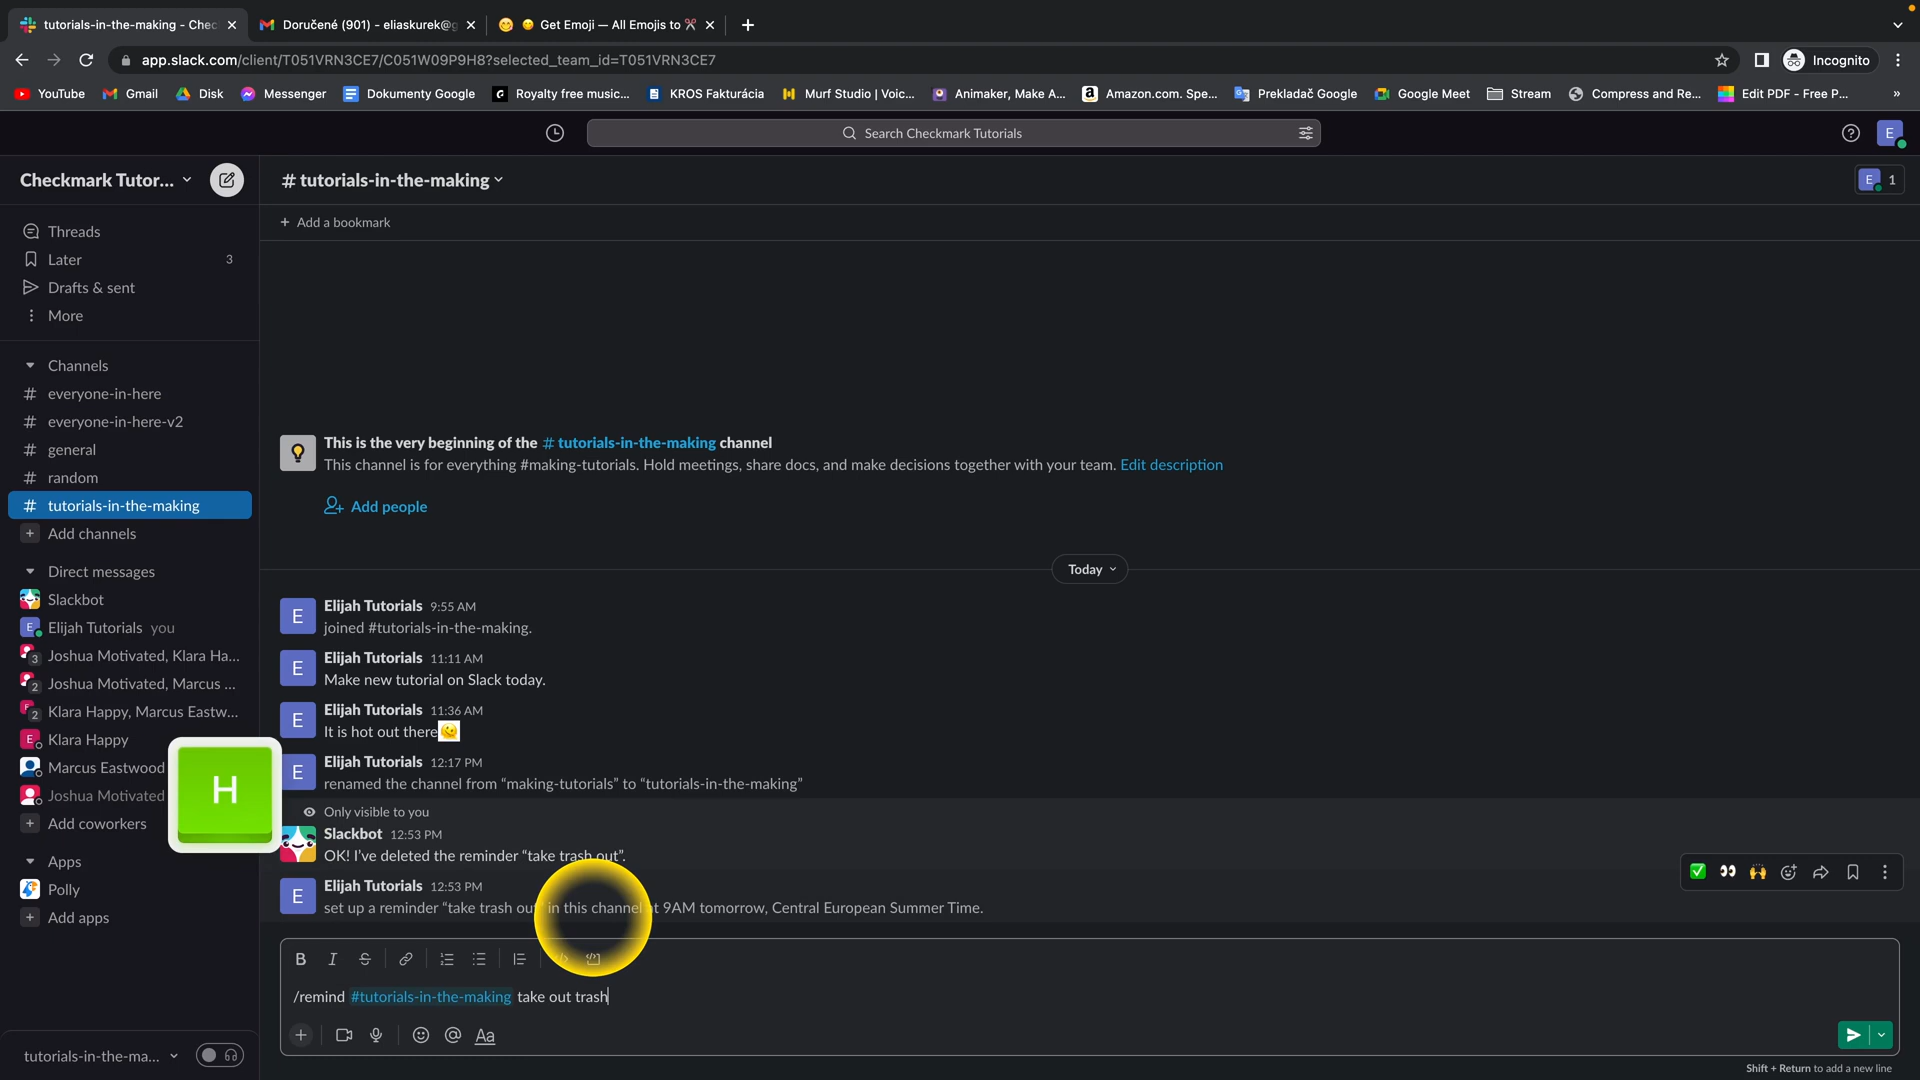 tutorials-in-the-making - Chec
Doručené (901) - eliaskurek@g
Get Emoji — All Emojis to
app.slack.com/client/T051VRN3CE7/C051W09P9H8?selected_team_id=T051VRN3CE7
Incognito
YouTube
Gmail
Disk
Messenger
Dokumenty Google
Royalty free music...
KROS Fakturácia
Murf Studio | Voic...
Animaker, Make A...
Amazon.com. Spe...
Prekladač Google
Google Meet
Stream
Compress and Re...
Edit PDF - Free P...
Search Checkmark Tutorials
E
Checkmark Tutor...
# tutorials-in-the-making
E 1
+ Add a bookmark
Threads
Later 3
Drafts & sent
More
Channels
# everyone-in-here
# everyone-in-here-v2
# general
# random
# tutorials-in-the-making
+ Add channels
Direct messages
Slackbot
E Elijah Tutorials you
3 Joshua Motivated, Klara Ha...
2 Joshua Motivated, Marcus ...
2 Klara Happy, Marcus Eastw...
E Klara Happy
Marcus Eastwood
Joshua Motivated
+ Add coworkers
Apps
Polly
+ Add apps
tutorials-in-the-ma...
H
This is the very beginning of the # tutorials-in-the-making channel
This channel is for everything #making-tutorials. Hold meetings, share docs, and make decisions together with your team. Edit description
Add people
Today
E
Elijah Tutorials 9:55 AM
joined #tutorials-in-the-making.
E
Elijah Tutorials 11:11 AM
Make new tutorial on Slack today.
E
Elijah Tutorials 11:36 AM
It is hot out there
E
Elijah Tutorials 12:17 PM
renamed the channel from “making-tutorials” to “tutorials-in-the-making”
Only visible to you
Slackbot 12:53 PM
OK! I’ve deleted the reminder “take trash out”.
E
Elijah Tutorials 12:53 PM
set up a reminder “take trash out” in this channel at 9AM tomorrow, Central European Summer Time.
B I S
/remind #tutorials-in-the-making take out trash
+ @ Aa
Shift + Return to add a new line